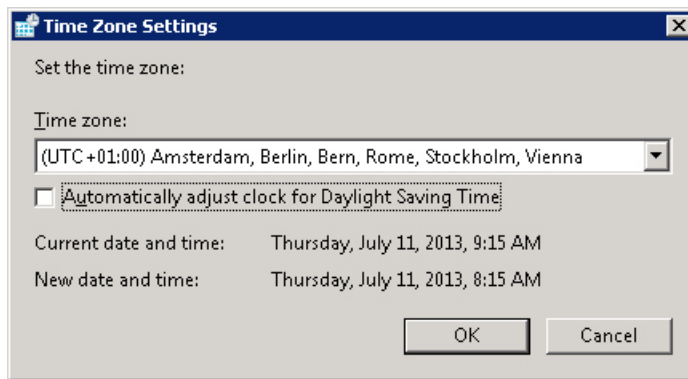 Time Zone Settings
Set the time zone:
Time zone:
(UTC+01:00) Amsterdam, Berlin, Bern, Rome, Stockholm, Vienna
Automatically adjust clock for Daylight Saving Time
Current date and time: Thursday, July 11, 2013, 9:15 AM
New date and time: Thursday, July 11, 2013, 8:15 AM
OK Cancel